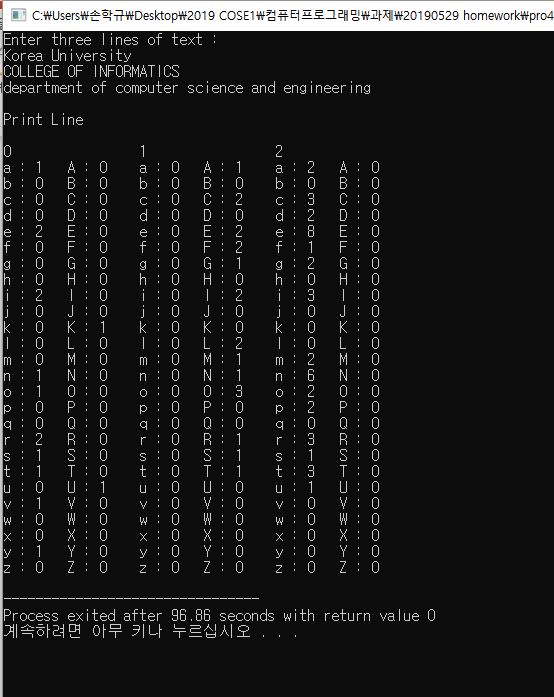 C:₩Users₩손학규₩Desktop₩2019 COSE1₩컴퓨터프로그래밍₩과제₩20190529 homework₩pro4
Enter three lines of text :
Korea University
COLLEGE OF INFORMATICS
department of computer science and engineering
Print Line
0 1 2
a : 1 A : 0 a : 0 A : 1 a : 2 A : 0
b : 0 B : 0 b : 0 B : 0 b : 0 B : 0
c : 0 C : 0 c : 0 C : 2 c : 3 C : 0
d : 0 D : 0 d : 0 D : 0 d : 2 D : 0
e : 2 E : 0 e : 0 E : 2 e : 8 E : 0
f : 0 F : 0 f : 0 F : 2 f : 1 F : 0
g : 0 G : 0 g : 0 G : 1 g : 2 G : 0
h : 0 H : 0 h : 0 H : 0 h : 0 H : 0
i : 2 I : 0 i : 0 I : 2 i : 3 I : 0
j : 0 J : 0 j : 0 J : 0 j : 0 J : 0
k : 0 K : 1 k : 0 K : 0 k : 0 K : 0
l : 0 L : 0 l : 0 L : 2 l : 0 L : 0
m : 0 M : 0 m : 0 M : 1 m : 2 M : 0
n : 1 N : 0 n : 0 N : 1 n : 6 N : 0
o : 1 O : 0 o : 0 O : 3 o : 2 O : 0
p : 0 P : 0 p : 0 P : 0 p : 2 P : 0
q : 0 Q : 0 q : 0 Q : 0 q : 0 Q : 0
r : 2 R : 0 r : 0 R : 1 r : 3 R : 0
s : 1 S : 0 s : 0 S : 1 s : 1 S : 0
t : 1 T : 0 t : 0 T : 1 t : 3 T : 0
u : 0 U : 1 u : 0 U : 0 u : 1 U : 0
v : 1 V : 0 v : 0 V : 0 v : 0 V : 0
w : 0 W : 0 w : 0 W : 0 w : 0 W : 0
x : 0 X : 0 x : 0 X : 0 x : 0 X : 0
y : 1 Y : 0 y : 0 Y : 0 y : 0 Y : 0
z : 0 Z : 0 z : 0 Z : 0 z : 0 Z : 0
--------------------------------
Process exited after 96.86 seconds with return value 0
계속하려면 아무 키나 누르십시오 . . .